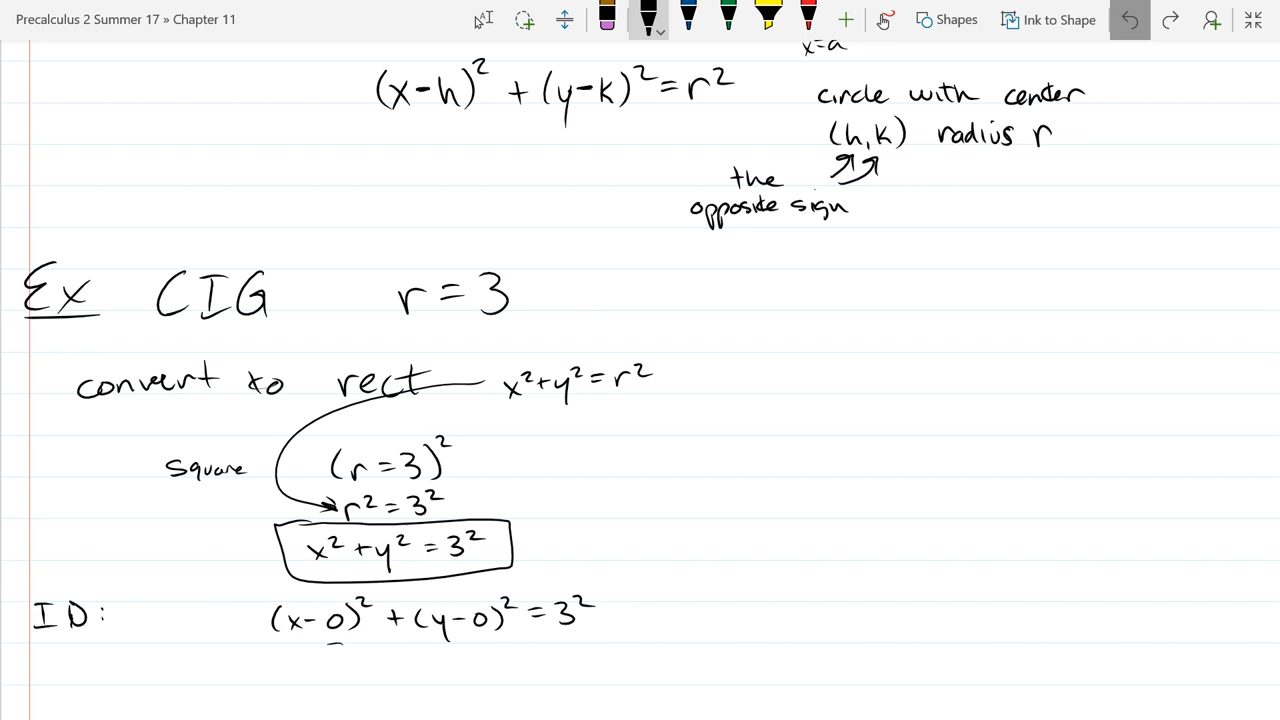 Precalculus 2 Summer 17 » Chapter 11
Shapes
Ink to Shape
x=a
(x-h)² + (y-k)² = r²
circle with center
(h,k) radius r
the
opposite sign
Ex CIG r = 3
convert to rect x²+y²=r²
square (r=3)²
r²=3²
x²+y²=3²
ID: (x-0)² + (y-0)² = 3²